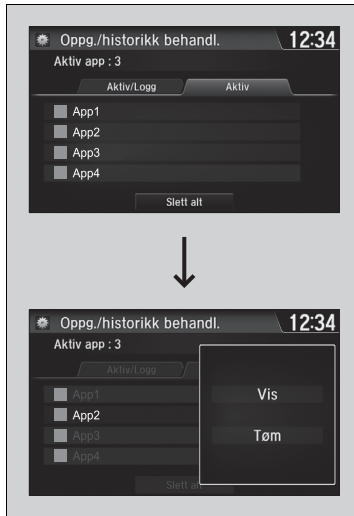 Oppg./historikk behandl. 12:34
Aktiv app : 3
Aktiv/Logg Aktiv
App1
App2
App3
App4
Slett alt
Oppg./historikk behandl. 12:34
Aktiv app : 3
Aktiv/Logg
App1 Vis
App2
App3 Tøm
App4
Slett alt